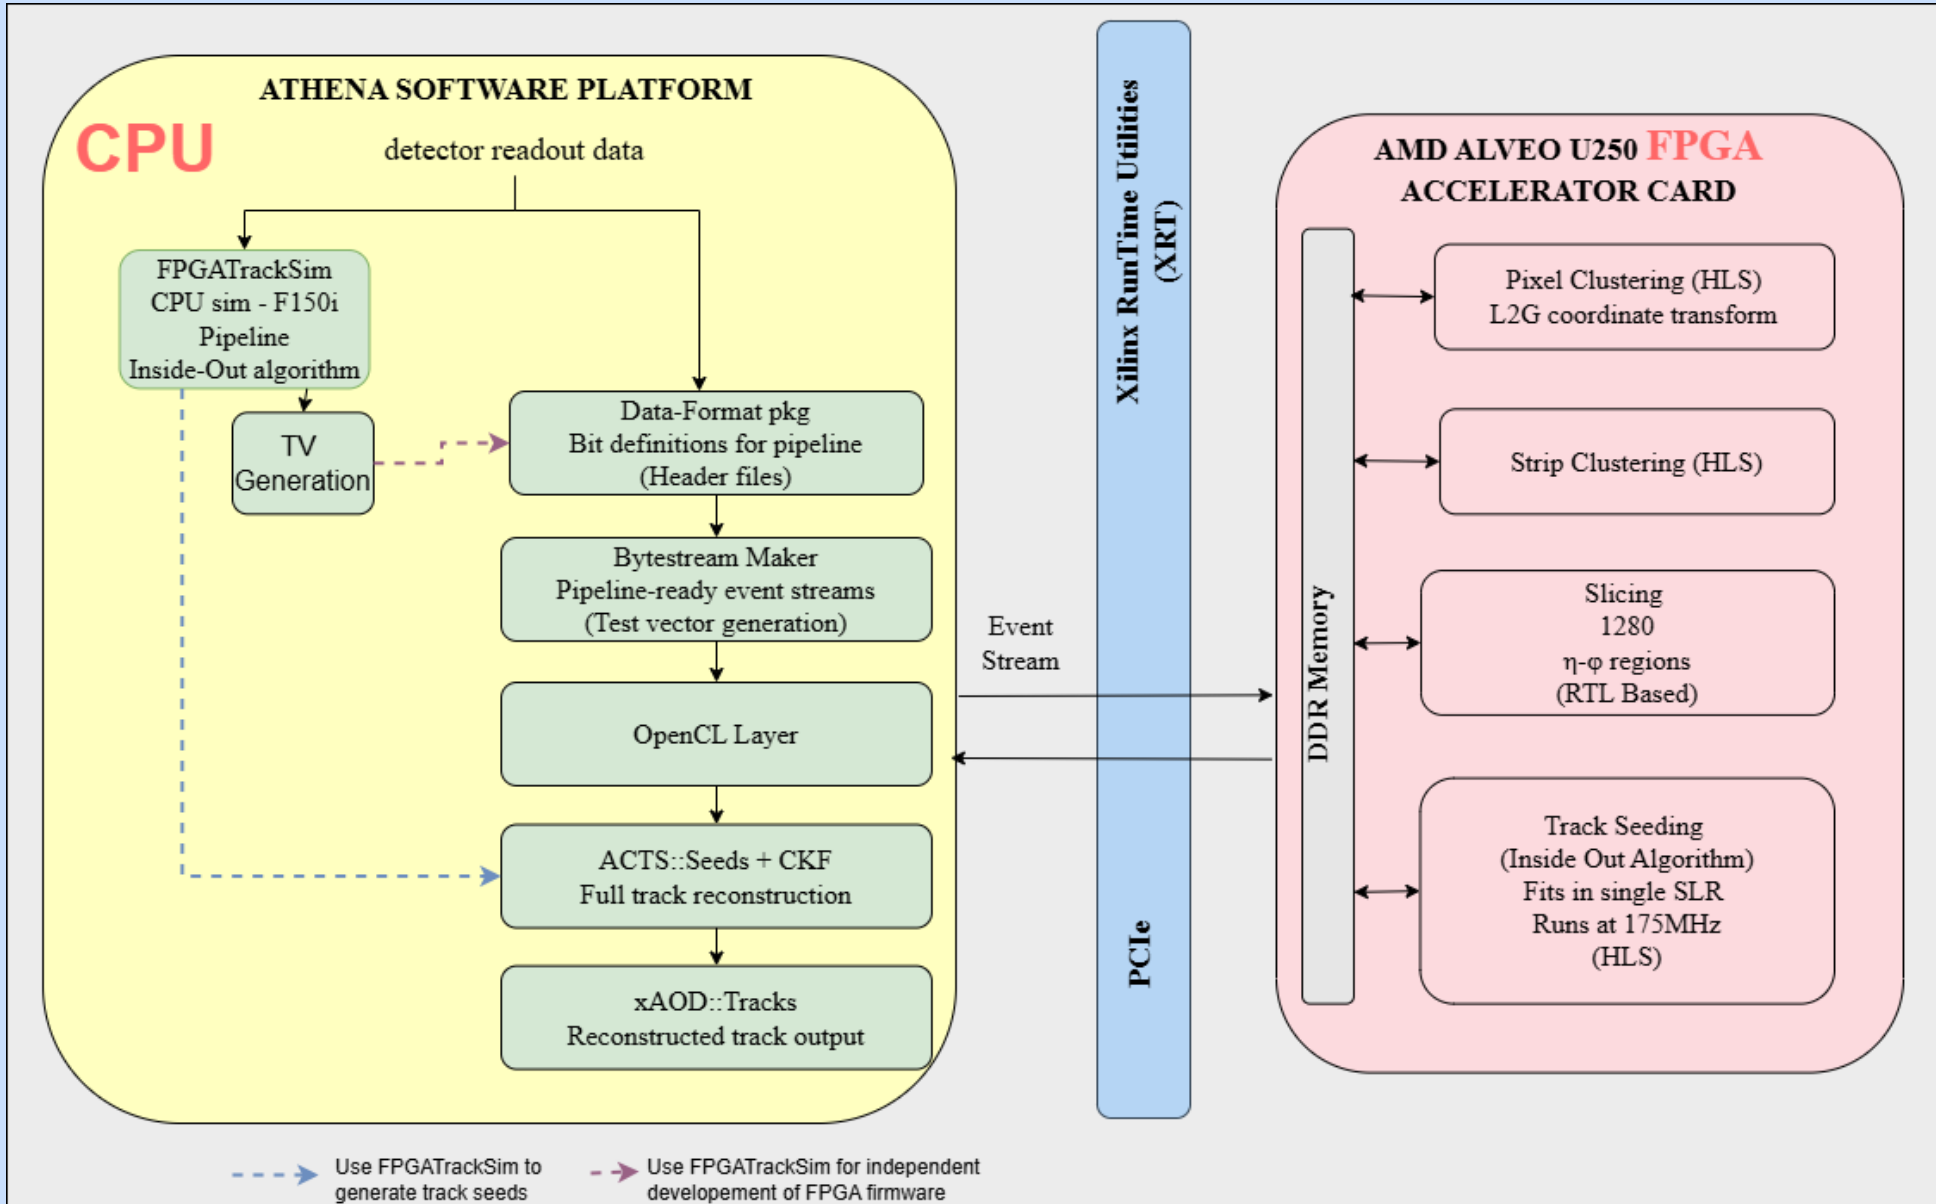 ATHENA SOFTWARE PLATFORM
CPU
detector readout data
FPGATrackSim
CPU sim - F150i
Pipeline
Inside-Out algorithm
TV
Generation
Data-Format pkg
Bit definitions for pipeline
(Header files)
Bytestream Maker
Pipeline-ready event streams
(Test vector generation)
OpenCL Layer
ACTS::Seeds + CKF
Full track reconstruction
xAOD::Tracks
Reconstructed track output
Event
Stream
Xilinx RunTime Utilities
(XRT)
PCIe
AMD ALVEO U250 FPGA
ACCELERATOR CARD
DDR Memory
Pixel Clustering (HLS)
L2G coordinate transform
Strip Clustering (HLS)
Slicing
1280
η-φ regions
(RTL Based)
Track Seeding
(Inside Out Algorithm)
Fits in single SLR
Runs at 175MHz
(HLS)
Use FPGATrackSim to
generate track seeds
Use FPGATrackSim for independent
developement of FPGA firmware